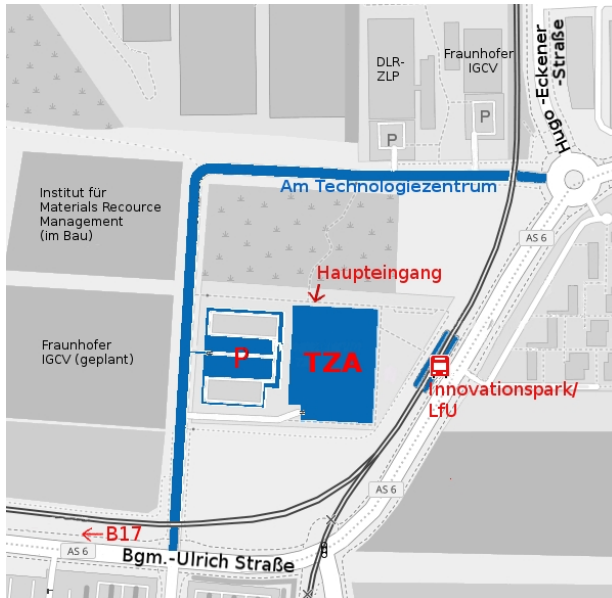 DLR-
ZLP
Fraunhofer
IGCV
Hugo-Eckener
-Straße
P
P
Am Technologiezentrum
Institut für
Materials Recource
Management
(im Bau)
AS 6
Haupteingang
Fraunhofer
IGCV (geplant)
P
TZA
Innovationspark/
LfU
AS 6
←B17
AS 6
Bgm.-Ulrich Straße